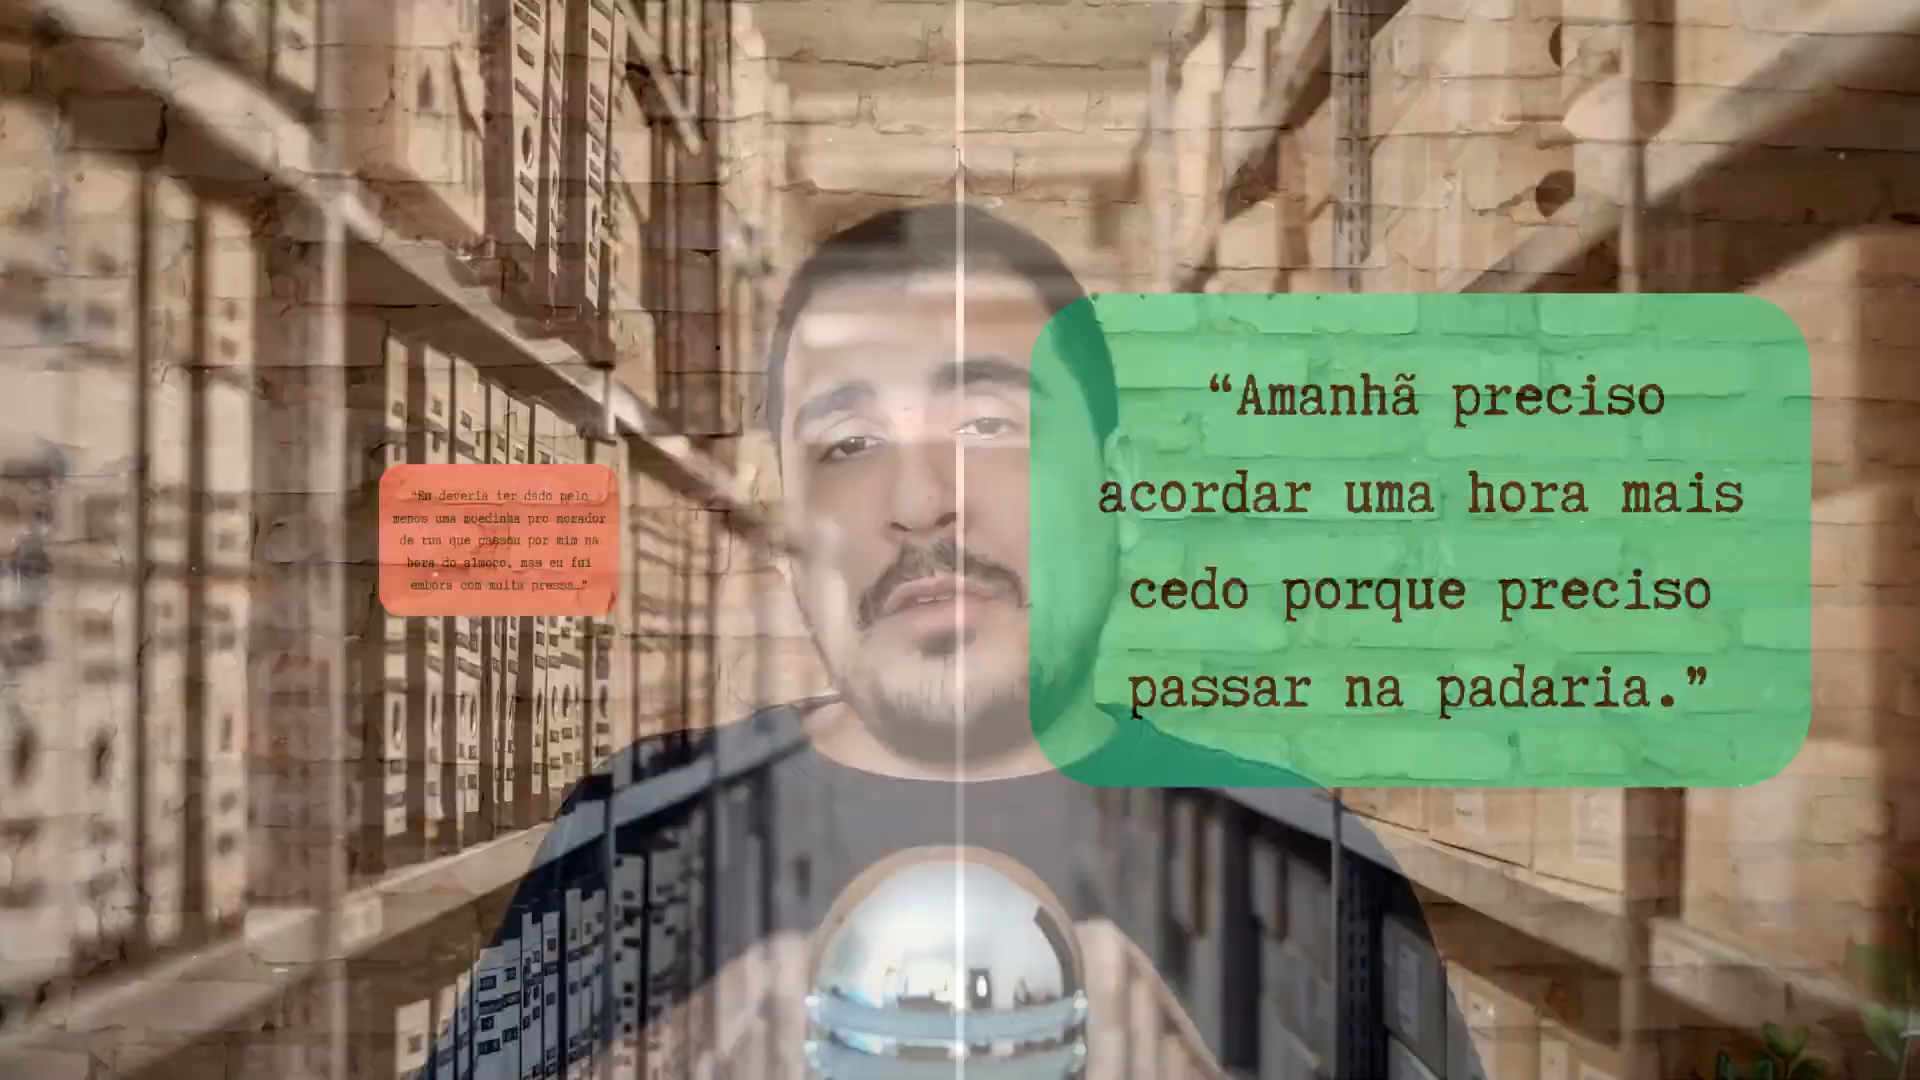 “Eu deveria ter dado pelo
menos uma moedinha pro morador
de rua que passou por mim na
hora do almoço, mas eu fui
embora com muita pressa…”
“Amanhã preciso
acordar uma hora mais
cedo porque preciso
passar na padaria.”